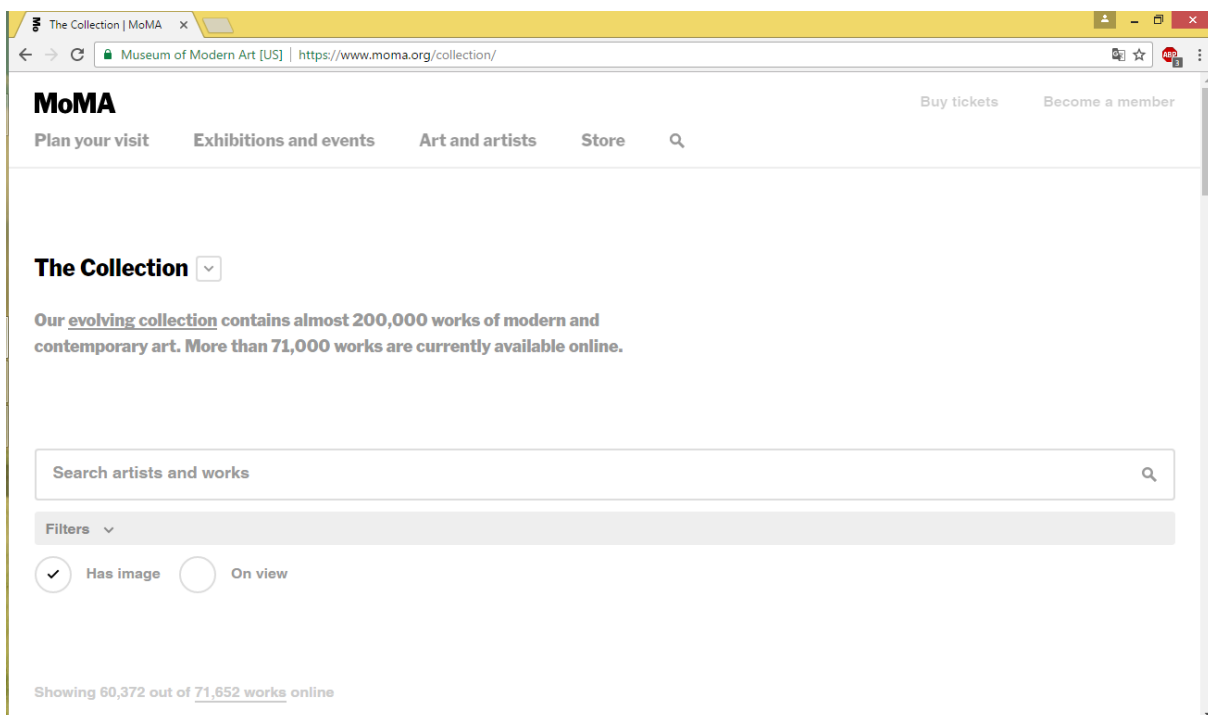 The Collection | MoMA
Museum of Modern Art [US] | https://www.moma.org/collection/
ABP
3
MoMA
Buy tickets Become a member
Plan your visit Exhibitions and events Art and artists Store
The Collection
Our evolving collection contains almost 200,000 works of modern and
contemporary art. More than 71,000 works are currently available online.
Search artists and works
Filters
Has image On view
Showing 60,372 out of 71,652 works online